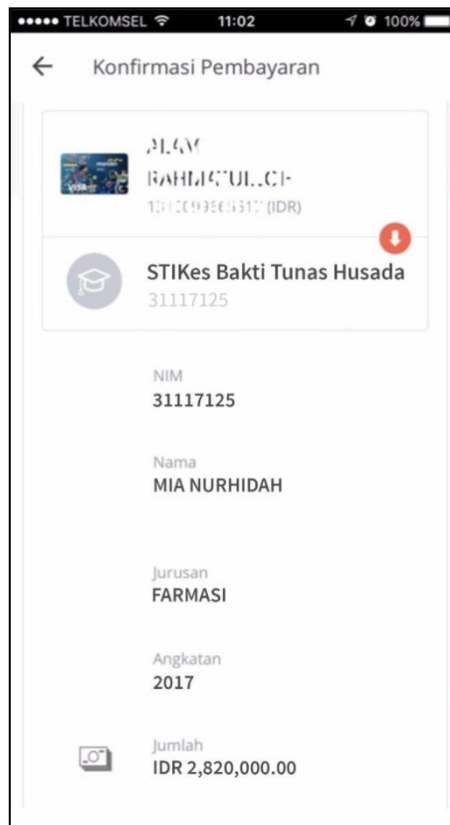 TELKOMSEL 11:02 100%
Konfirmasi Pembayaran
VISA
(IDR)
STIKes Bakti Tunas Husada
31117125
NIM
31117125
Nama
MIA NURHIDAH
Jurusan
FARMASI
Angkatan
2017
Jumlah
IDR 2,820,000.00